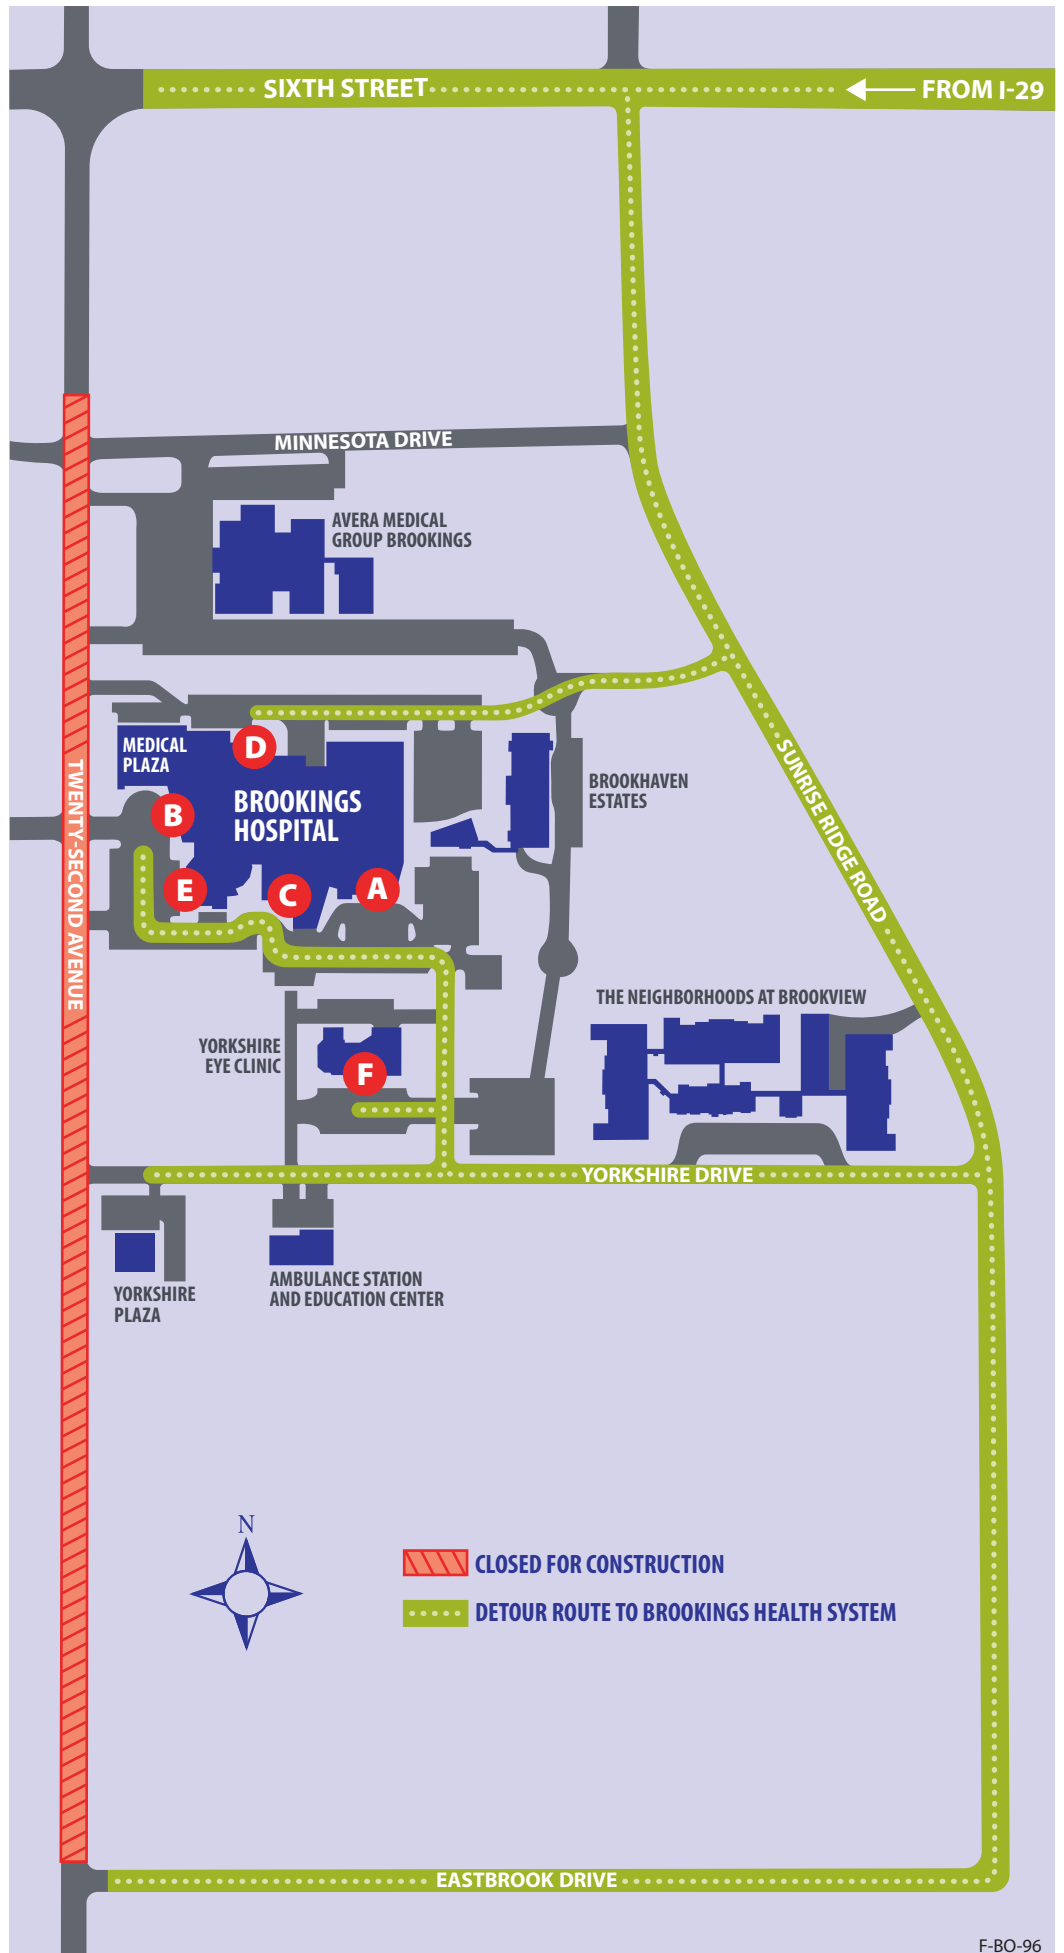 SIXTH STREET
FROM I-29
MINNESOTA DRIVE
AVERA MEDICAL
GROUP BROOKINGS
MEDICAL
PLAZA
D
B
BROOKINGS
HOSPITAL
E
C
A
BROOKHAVEN
ESTATES
SUNRISE RIDGE ROAD
TWENTY-SECOND AVENUE
THE NEIGHBORHOODS AT BROOKVIEW
YORKSHIRE
EYE CLINIC
F
YORKSHIRE DRIVE
YORKSHIRE
PLAZA
AMBULANCE STATION
AND EDUCATION CENTER
N
CLOSED FOR CONSTRUCTION
DETOUR ROUTE TO BROOKINGS HEALTH SYSTEM
EASTBROOK DRIVE
F-BO-96